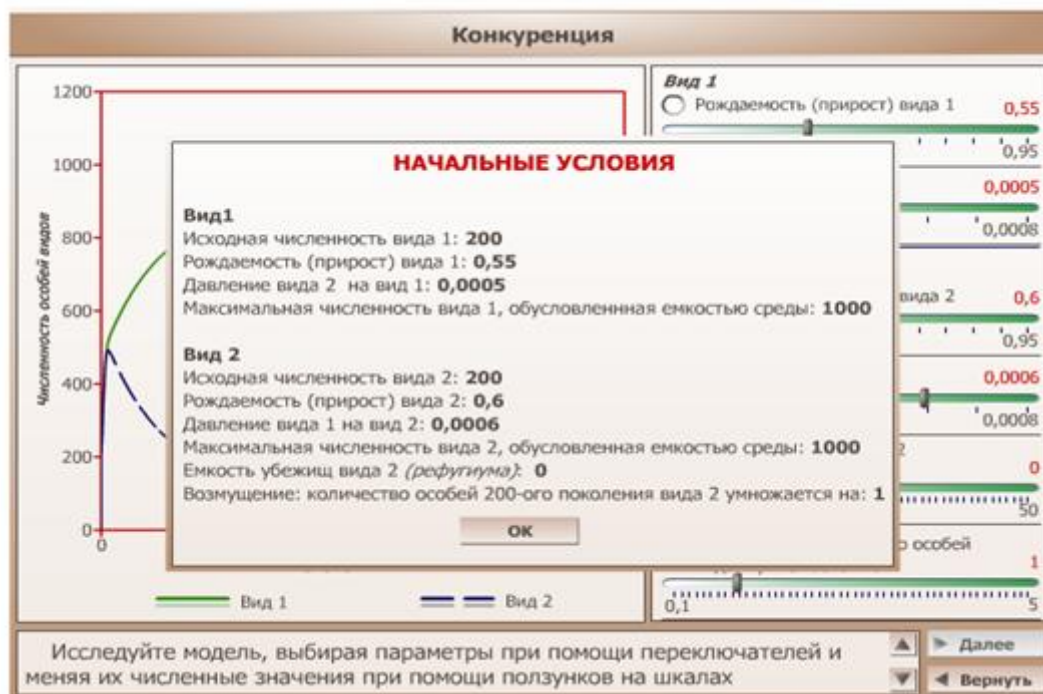 Конкуренция
1200
1000
800
600
400
200
0
0
Численность особей видов
Вид 1
Вид 2
НАЧАЛЬНЫЕ УСЛОВИЯ
Вид1
Исходная численность вида 1: 200
Рождаемость (прирост) вида 1: 0,55
Давление вида 2 на вид 1: 0,0005
Максимальная численность вида 1, обусловленнная емкостью среды: 1000
Вид 2
Исходная численность вида 2: 200
Рождаемость (прирост) вида 2: 0,6
Давление вида 1 на вид 2: 0,0006
Максимальная численность вида 2, обусловленная емкостью среды: 1000
Емкость убежищ вида 2 (рефугиума): 0
Возмущение: количество особей 200-ого поколения вида 2 умножается на: 1
ОК
Вид 1
Рождаемость (прирост) вида 1 0,55
0,95
0,0005
0,0008
вида 2 0,6
0,95
0,0006
0,0008
2
0
50
о особей
1
0,1 5
Исследуйте модель, выбирая параметры при помощи переключателей и
меняя их численные значения при помощи ползунков на шкалах
Далее
Вернуть